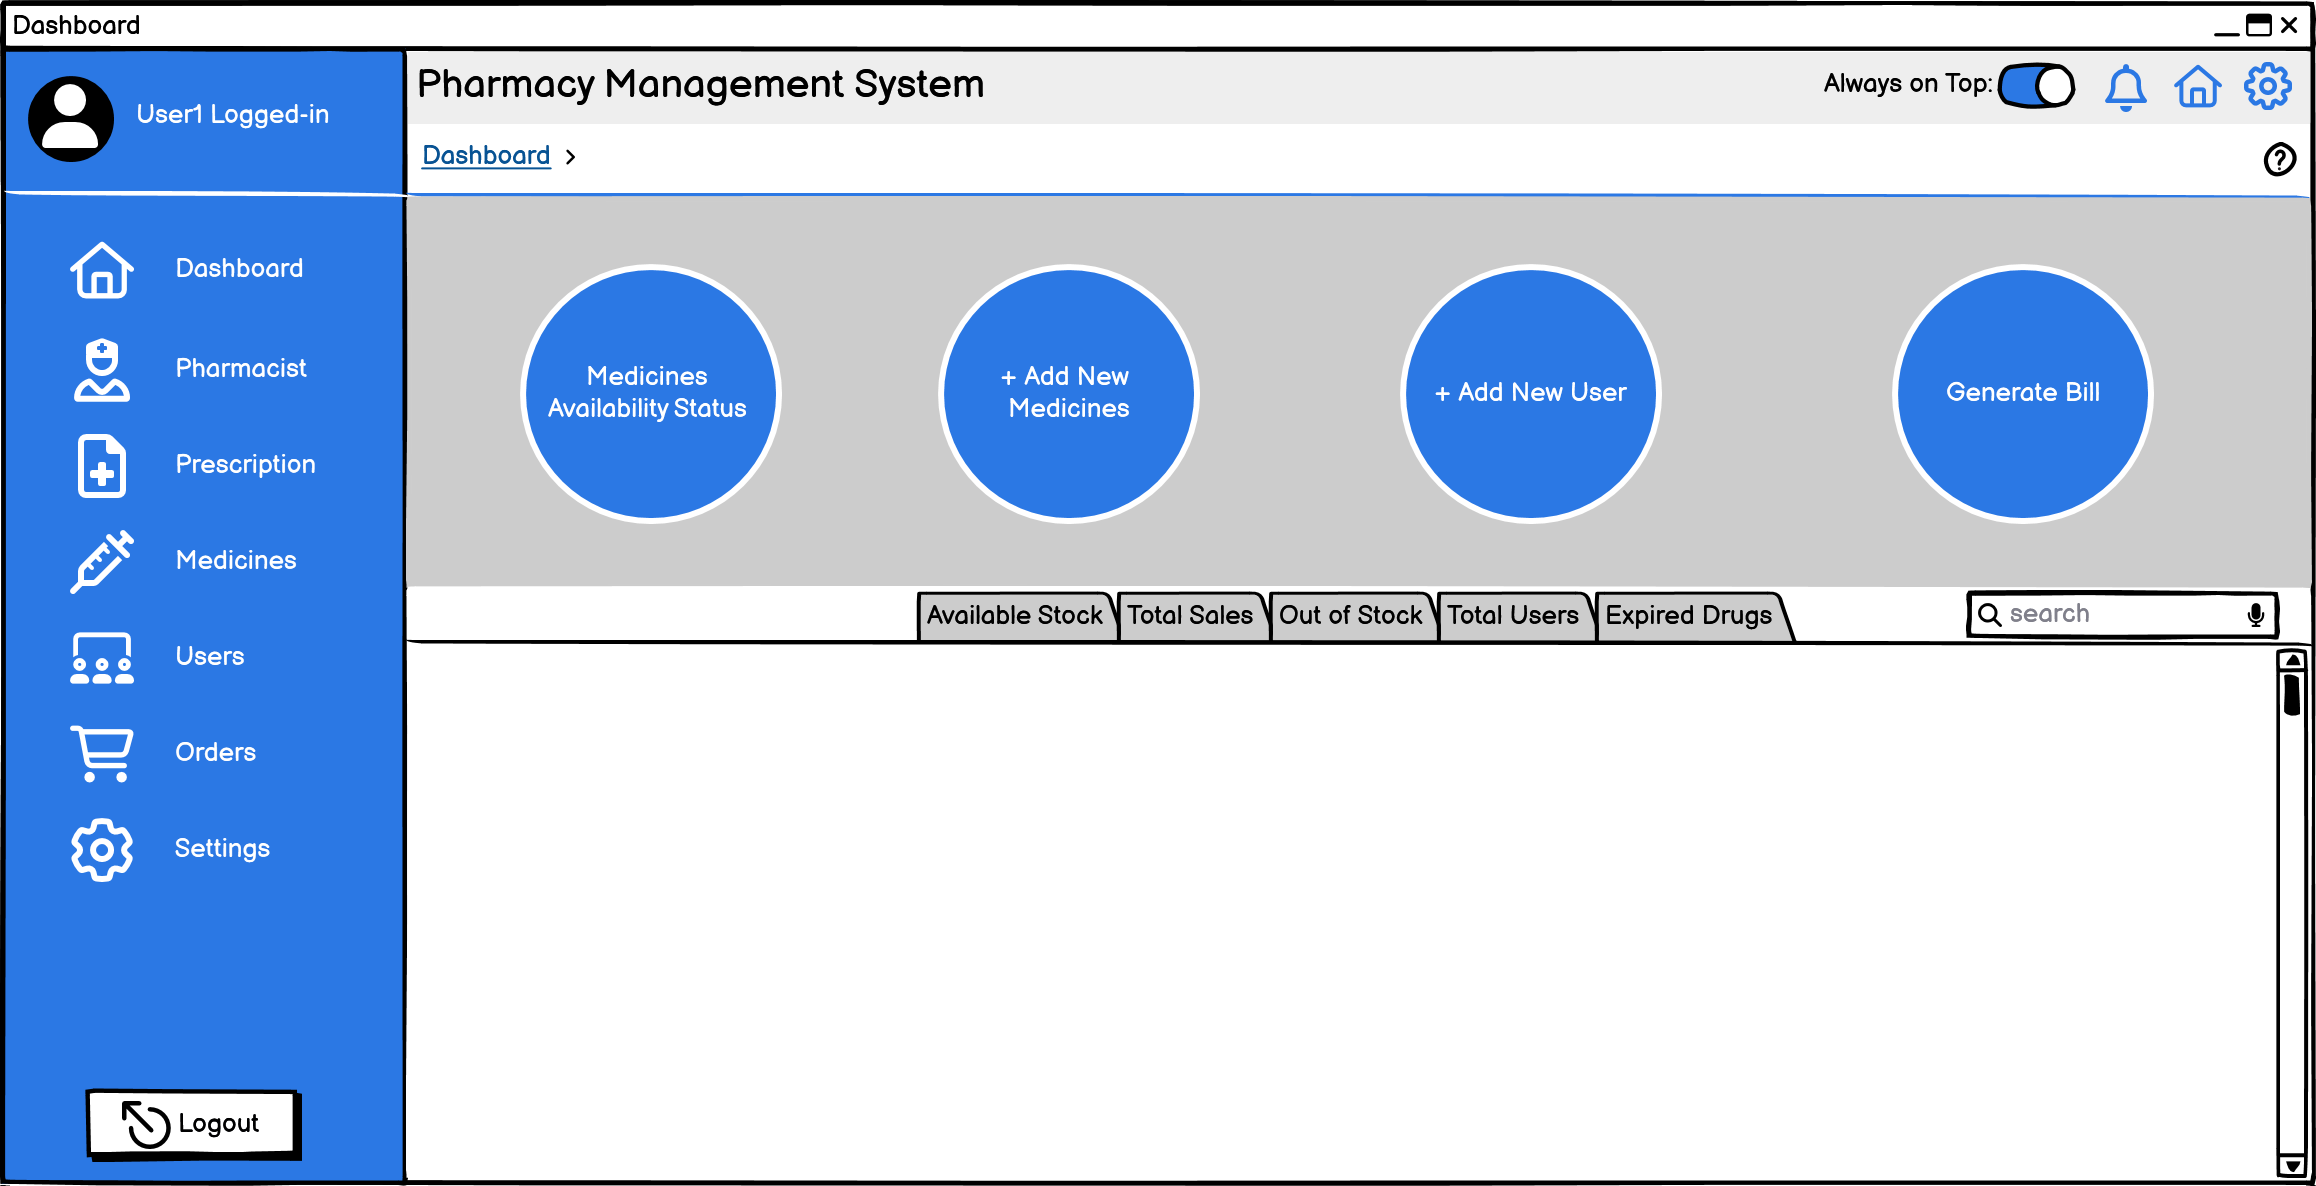 Dashboard
User1 Logged-in
Pharmacy Management System
Always on Top:
Dashboard
Dashboard
Pharmacist
Prescription
Medicines
Users
Orders
Settings
Logout
Medicines
Availability Status
+ Add New
Medicines
+ Add New User
Generate Bill
Available Stock
Total Sales
Out of Stock
Total Users
Expired Drugs
search